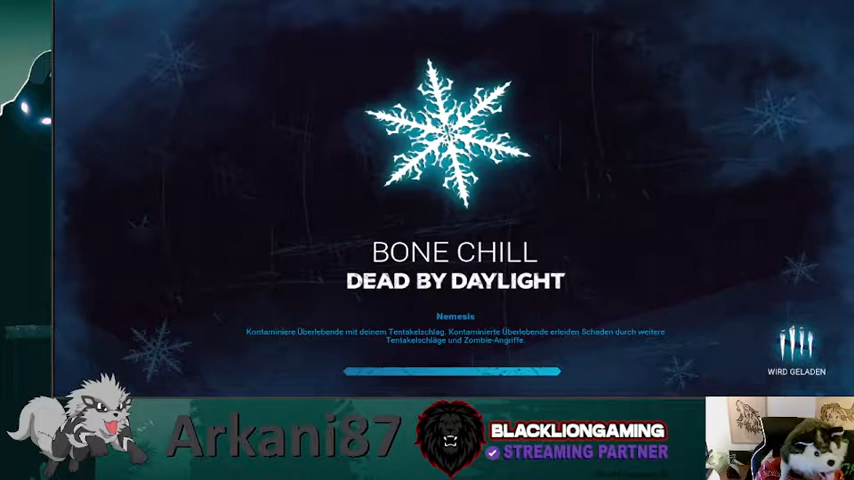 BONE CHILL
DEAD BY DAYLIGHT
Nemesis
Kontaminiere Überlebende mit deinem Tentakelschlag. Kontaminierte Überlebende erleiden Schaden durch weitere
Tentakelschläge und Zombie-Angriffe.
WIRD GELADEN
Arkani87
BLACKLIONGAMING
STREAMING PARTNER